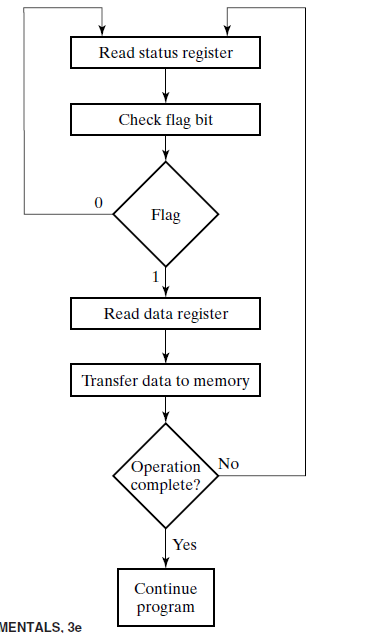 Read status register
Check flag bit
0
Flag
1
Read data register
Transfer data to memory
Operation
complete?
No
Yes
Continue
program
MENTALS, 3e